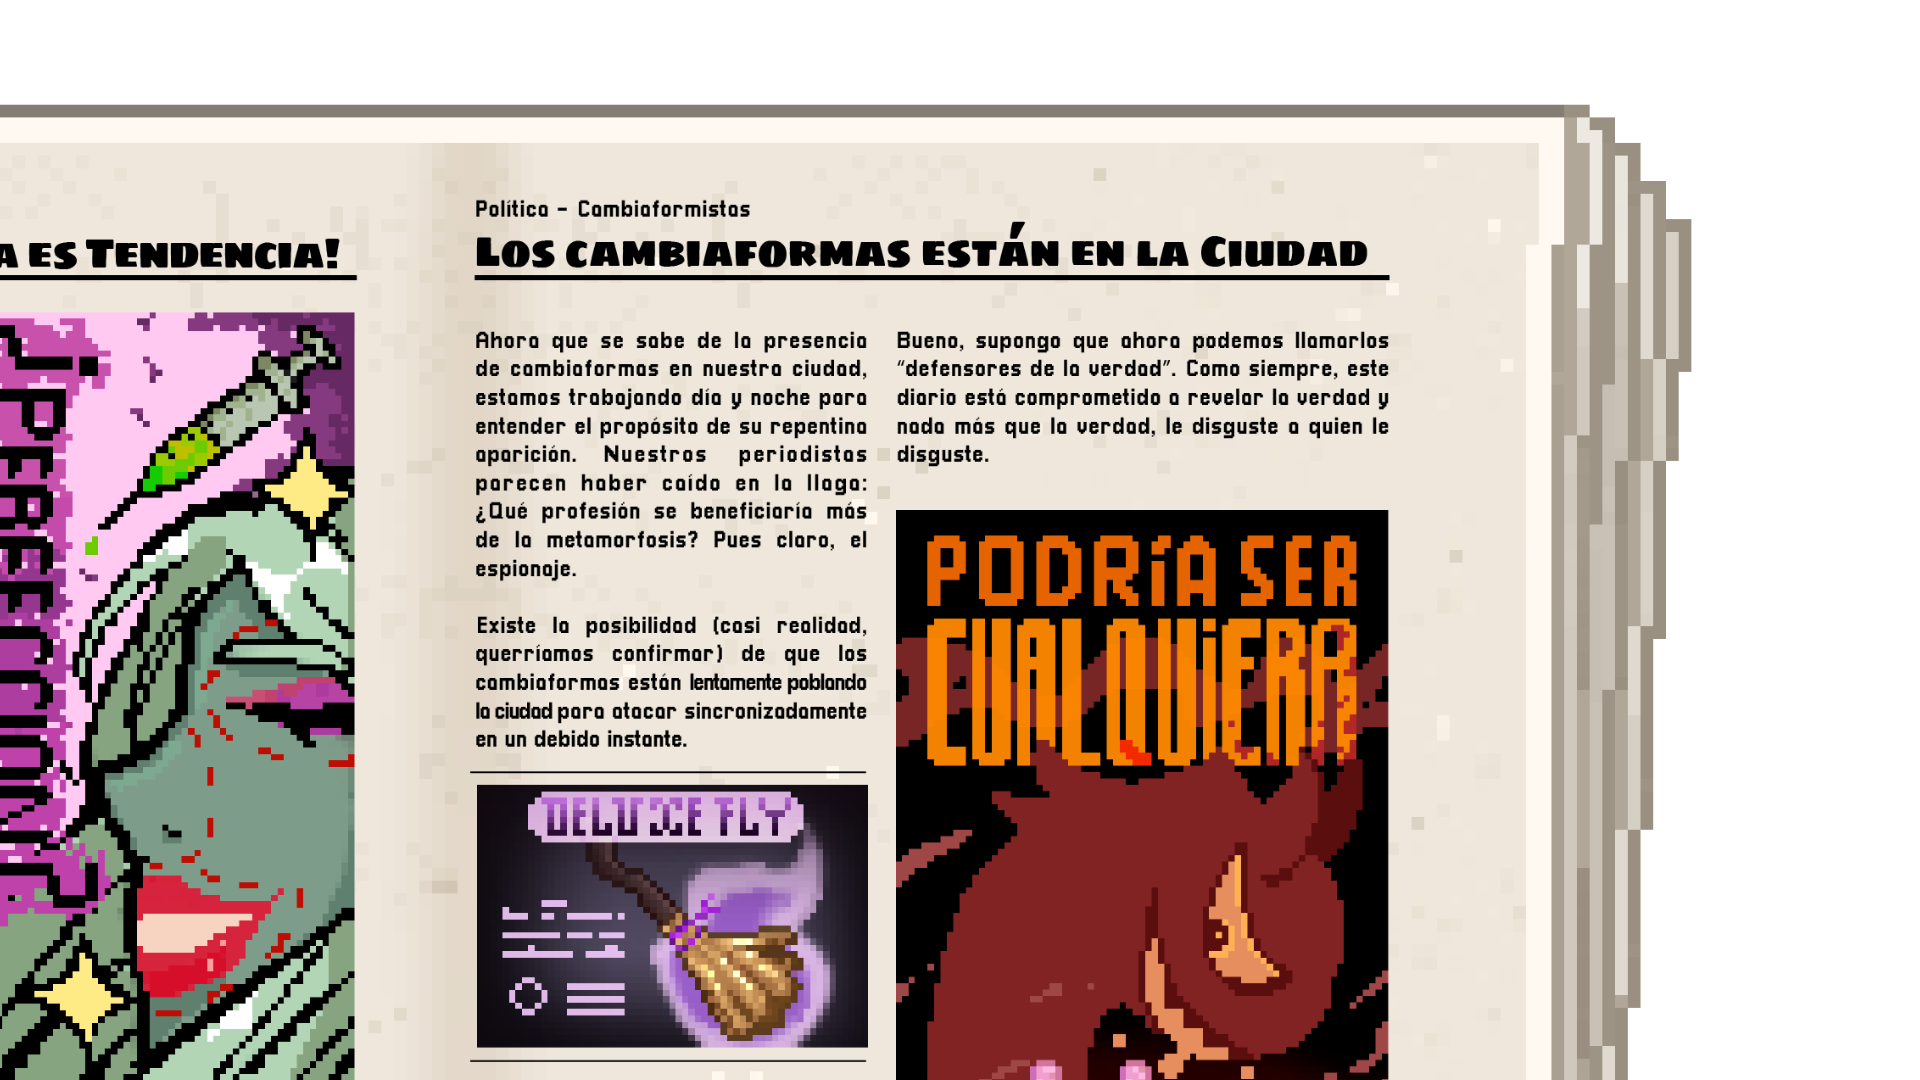 A ES TENDENCIA!
¿PERFECCIÓN?
Política - Cambiaformistas
LOS CAMBIAFORMAS ESTÁN EN LA CIUDAD
Ahora que se sabe de la presencia
de cambiaformas en nuestra ciudad,
estamos trabajando día y noche para
entender el propósito de su repentina
aparición. Nuestros periodistas
parecen haber caído en la llaga:
¿Qué profesión se beneficiaría más
de la metamorfosis? Pues claro, el
espionaje.
Existe la posibilidad (casi realidad,
querríamos confirmar) de que los
cambiaformas están lentamente poblando
la ciudad para atacar sincronizadamente
en un debido instante.
Bueno, supongo que ahora podemos llamarlos
“defensores de la verdad”. Como siempre, este
diario está comprometido a revelar la verdad y
nada más que la verdad, le disguste a quien le
disguste.
PODRÍA SER
CUALQUIERA